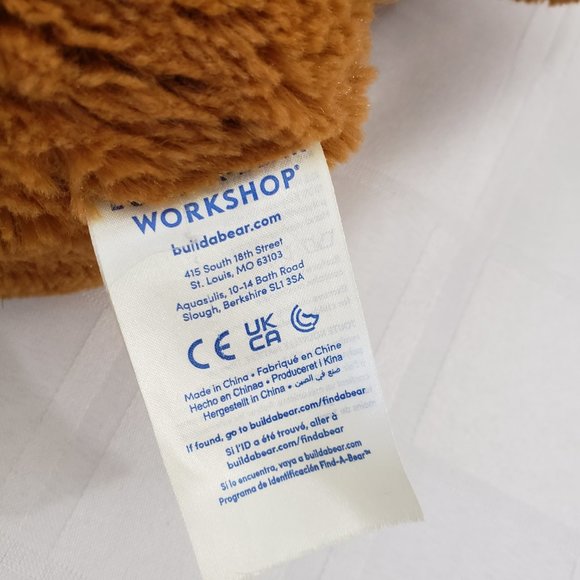 WORKSHOP®
buildabear.com
415 South 18th Street
St. Louis, MO 63103
Aquasulis, 10-14 Bath Road
Slough, Berkshire SL1 3SA
CE UK CA
Made in China • Fabriqué en Chine
Hecho en Chinaa • Produceret i Kina
Hergestellt in China • صنع في الصين
If found, go to buildabear.com/findabear
Si l'ID a été trouvé, aller à
buildabear.com/findabear
Si lo encuentra, vaya a buildabear.com
Programa de Identificación Find-A-Bear™